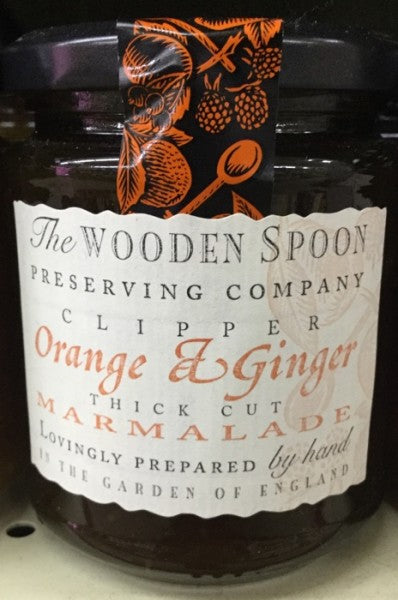 The WOODEN SPOON
PRESERVING COMPANY
CLIPPER
Orange & Ginger
THICK CUT
MARMALADE
LOVINGLY PREPARED by hand
IN THE GARDEN OF ENGLAND